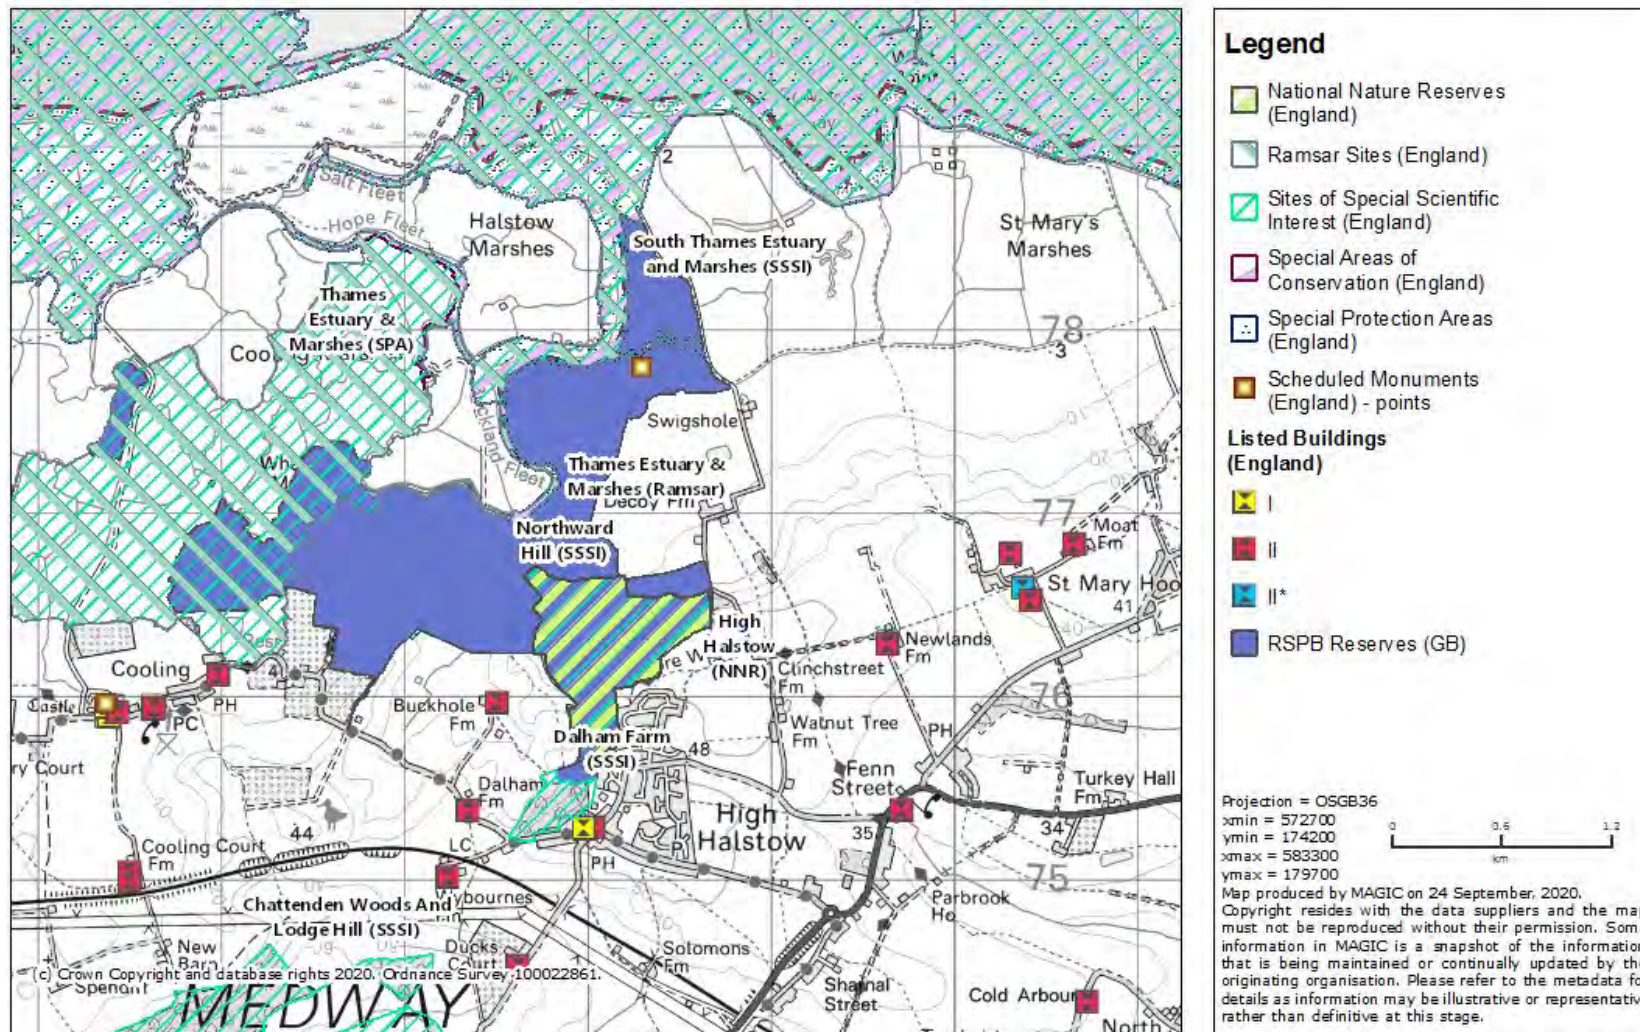 2
Salt Fleet
Hope Fleet
Halstow
Marshes
St Mary's
Marshes
South Thames Estuary
and Marshes (SSSI)
Thames
Estuary &
Marshes (SPA)
78
3
Swigshole
Thames Estuary &
Marshes (Ramsar)
Decoy Fm
Northward
Hill (SSSI)
77
Moat
Fm
St Mary Hoo
41
High
Halstow
(NNR)
Newlands
Fm
Clinchstreet
Fm
Cooling
PH
Castle
PC
Buckhole
Fm
76
Walnut Tree
Fm
PH
Dalham Farm
(SSSI)
48
ry Court
Dalham
Fm
Fenn
Street
Turkey Hall
Fm
High
Halstow
35
34
44
Cooling Court
Fm
LC
PH
P
75
Parbrook
Ho
Chattenden Woods And
Lodge Hill (SSSI)
New
Barn
Ducks
Court
Solomons
Fm
(c) Crown Copyright and database rights 2020. Ordnance Survey 100022861.
MEDWAY
Sharnal
Street
Cold Arbour
North
Legend
National Nature Reserves
(England)
Ramsar Sites (England)
Sites of Special Scientific
Interest (England)
Special Areas of
Conservation (England)
Special Protection Areas
(England)
Scheduled Monuments
(England) - points
Listed Buildings
(England)
I
II
II*
RSPB Reserves (GB)
Projection = OSGB36
xmin = 572700
ymin = 174200
xmax = 583300
ymax = 179700
0 0.6 1.2
km
Map produced by MAGIC on 24 September, 2020.
Copyright resides with the data suppliers and the ma
must not be reproduced without their permission. Som
information in MAGIC is a snapshot of the information
that is being maintained or continually updated by the
originating organisation. Please refer to the metadata fo
details as information may be illustrative or representativ
rather than definitive at this stage.